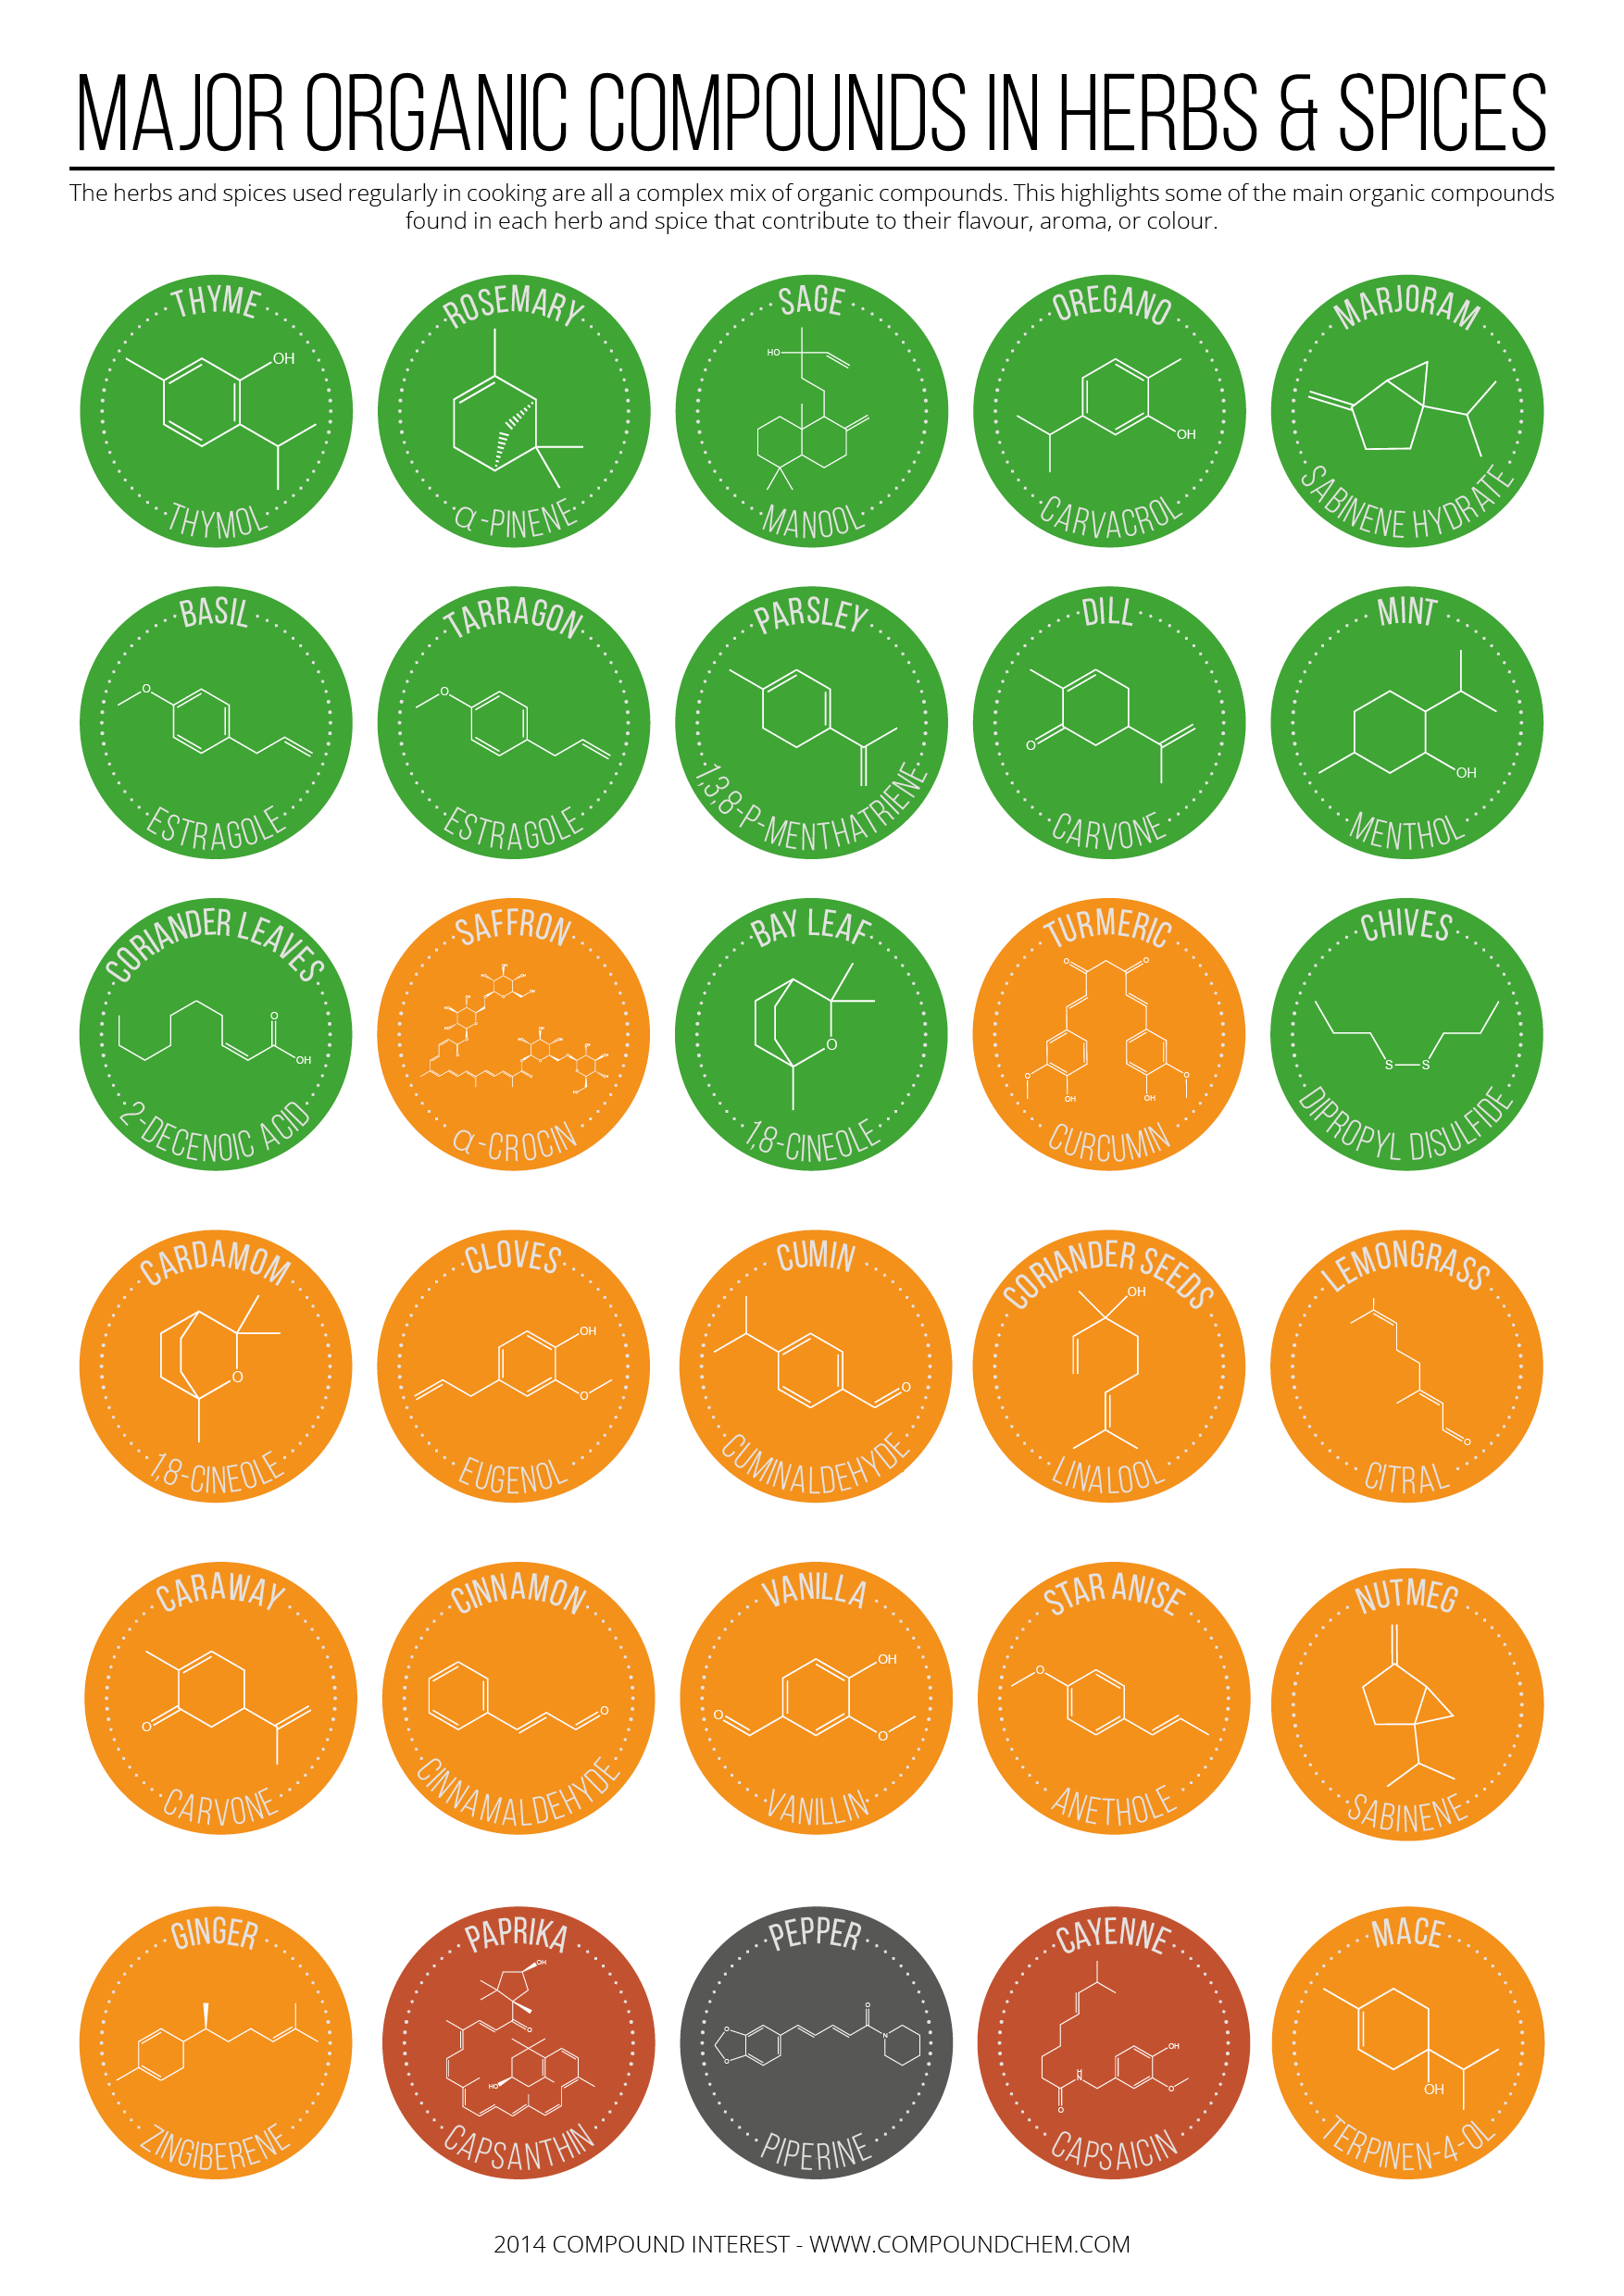 MAJOR ORGANIC COMPOUNDS IN HERBS & SPICES
The herbs and spices used regularly in cooking are all a complex mix of organic compounds. This highlights some of the main organic compounds
found in each herb and spice that contribute to their flavour, aroma, or colour.
THYME
OH
THYMOL
ROSEMARY
α-PINENE
SAGE
HO
MANOOL
OREGANO
OH
CARVACROL
MARJORAM
SABINENE HYDRATE
BASIL
O
ESTRAGOLE
TARRAGON
O
ESTRAGOLE
PARSLEY
1,3,8-P-MENTHATRIENE
DILL
O
CARVONE
MINT
OH
MENTHOL
CORIANDER LEAVES
O
OH
2-DECENOIC ACID
SAFFRON
α-CROCIN
BAY LEAF
O
1,8-CINEOLE
TURMERIC
O
O
O
O
OH
OH
CURCUMIN
CHIVES
S
S
DIPROPYL DISULFIDE
CARDAMOM
O
1,8-CINEOLE
CLOVES
OH
O
EUGENOL
CUMIN
O
CUMINALDEHYDE
CORIANDER SEEDS
OH
LINALOOL
LEMONGRASS
O
CITRAL
CARAWAY
O
CARVONE
CINNAMON
O
CINNAMALDEHYDE
VANILLA
OH
O
O
VANILLIN
STAR ANISE
O
ANETHOLE
NUTMEG
SABINENE
GINGER
ZINGIBERENE
PAPRIKA
OH
O
HO
CAPSANTHIN
PEPPER
O
O
N
O
PIPERINE
CAYENNE
OH
H
N
O
O
CAPSAICIN
MACE
OH
TERPINEN-4-OL
2014 COMPOUND INTEREST - WWW.COMPOUNDCHEM.COM